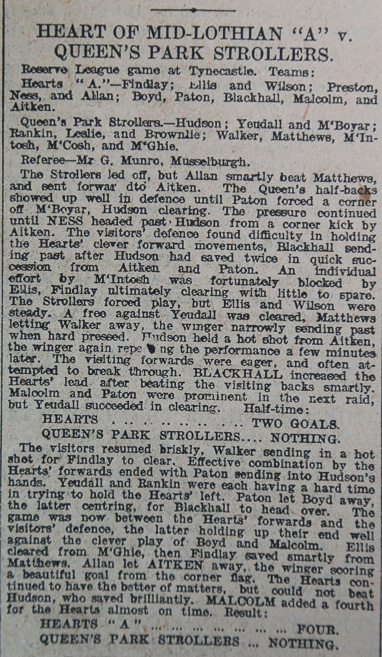 HEART OF MID-LOTHIAN "A" v.
QUEEN'S PARK STROLLERS.
Reserve League game at Tynecastle. Teams:
Hearts "A."—Findlay; Ellis and Wilson; Preston,
Ness, and Allan; Boyd, Paton, Blackhall, Malcolm, and
Aitken.
Queen's Park Strollers.—Hudson; Yeudall and M'Boyar;
Rankin, Leslie, and Brownlie; Walker, Matthews, M'In-
tosh, M'Cosh, and M'Ghie.
Referee—Mr G. Munro, Musselburgh.
The Strollers led off, but Allan smartly beat Matthews,
and sent forwar dto Aitken. The Queen's half-backs
showed up well in defence until Paton forced a corner
off M'Boyar, Hudson clearing. The pressure continued
until NESS headed past Hudson from a corner kick by
Aitken. The visitors' defence found difficulty in holding
the Hearts' clever forward movements, Blackhall send-
ing past after Hudson had saved twice in quick suc-
cession from Aitken and Paton. An individual
effort by M'Intosh was fortunately blocked by
Ellis, Findlay ultimately clearing with little to spare.
The Strollers forced play, but Ellis and Wilson were
steady. A free against Yeudall was cleared, Matthews
letting Walker away, the winger narrowly sending past
when hard pressed. Hudson held a hot shot from Aitken,
the winger again repe ng the performance a few minutes
later. The visiting forwards were eager, and often at-
tempted to break through. BLACKHALL increased the
Hearts' lead after beating the visiting backs smartly.
Malcolm and Paton were prominent in the next raid,
but Yeudall succeeded in clearing. Half-time:
HEARTS .. .. .. .. .. .. .. TWO GOALS.
QUEEN'S PARK STROLLERS.... NOTHING.
The visitors resumed briskly, Walker sending in a hot
shot for Findlay to clear. Effective combination by the
Hearts' forwards ended with Paton sending into Hudson's
hands. Yeudall and Rankin were each having a hard time
in trying to hold the Hearts' left. Paton let Boyd away,
the latter centring, for Blackhall to head over. The
game was now between the Hearts' forwards and the
visitors' defence, the latter holding up their end well
against the clever play of Boyd and Malcolm. Ellis
cleared from M'Ghie, then Findlay saved smartly from
Matthews. Allan let AITKEN away, the winger scoring
a beautiful goal from the corner flag. The Hearts con-
tinued to have the better of matters, but could not beat
Hudson, who saved brilliantly. MALCOLM added a fourth
for the Hearts almost on time. Result:
HEARTS "A" ... ... ... ... ... ... ... FOUR.
QUEEN'S PARK STROLLERS ... NOTHING.